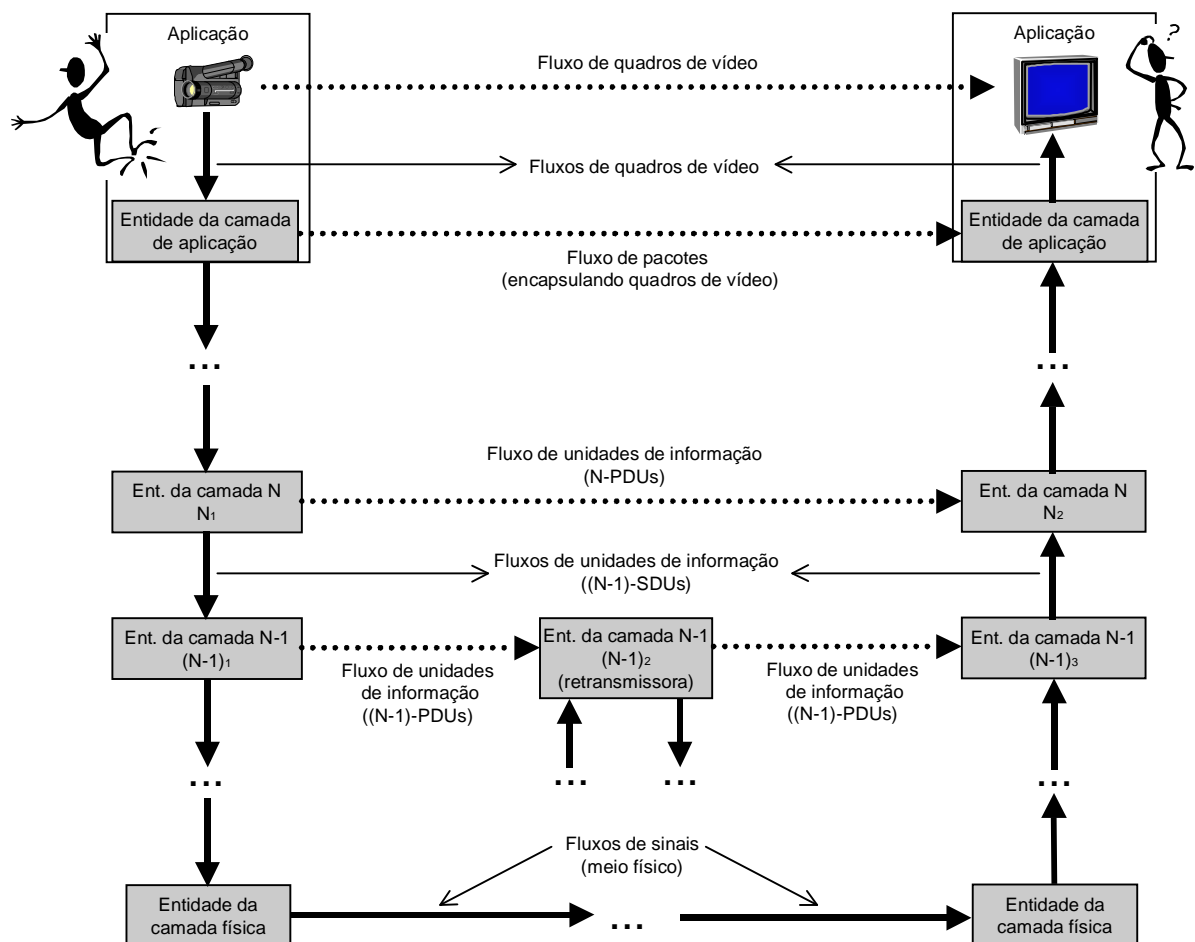 Aplicação
Aplicação
?
Fluxo de quadros de vídeo
Fluxos de quadros de vídeo
Entidade da camada
de aplicação
Entidade da camada
de aplicação
Fluxo de pacotes
(encapsulando quadros de vídeo)
...
...
Fluxo de unidades de informação
(N-PDUs)
Ent. da camada N
N₁
Ent. da camada N
N₂
Fluxos de unidades de informação
((N-1)-SDUs)
Ent. da camada N-1
(N-1)₁
Ent. da camada N-1
(N-1)₂
(retransmissora)
Ent. da camada N-1
(N-1)₃
Fluxo de unidades
de informação
((N-1)-PDUs)
Fluxo de unidades
de informação
((N-1)-PDUs)
...
...
...
...
Fluxos de sinais
(meio físico)
Entidade da
camada física
...
Entidade da
camada física